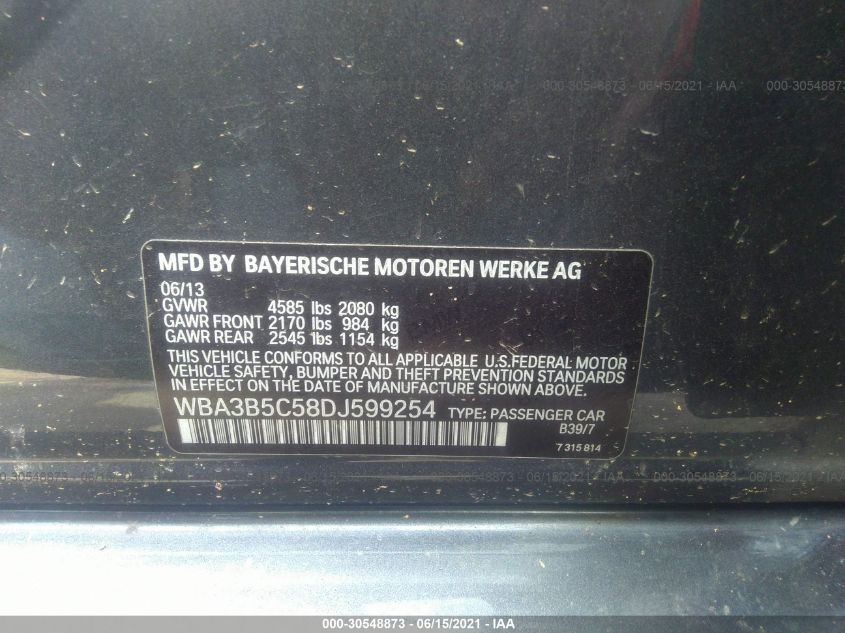 000-30548873 - 06/15/2021 - IAA
MFD BY BAYERISCHE MOTOREN WERKE AG
06/13
GVWR 4585 lbs 2080 kg
GAWR FRONT 2170 lbs 984 kg
GAWR REAR 2545 lbs 1154 kg
THIS VEHICLE CONFORMS TO ALL APPLICABLE U.S.FEDERAL MOTOR
VEHICLE SAFETY, BUMPER AND THEFT PREVENTION STANDARDS
IN EFFECT ON THE DATE OF MANUFACTURE SHOWN ABOVE.
WBA3B5C58DJ599254 TYPE: PASSENGER CAR
B39/7
7 315 814
000-30548873 - 06/15/2021 - IAA